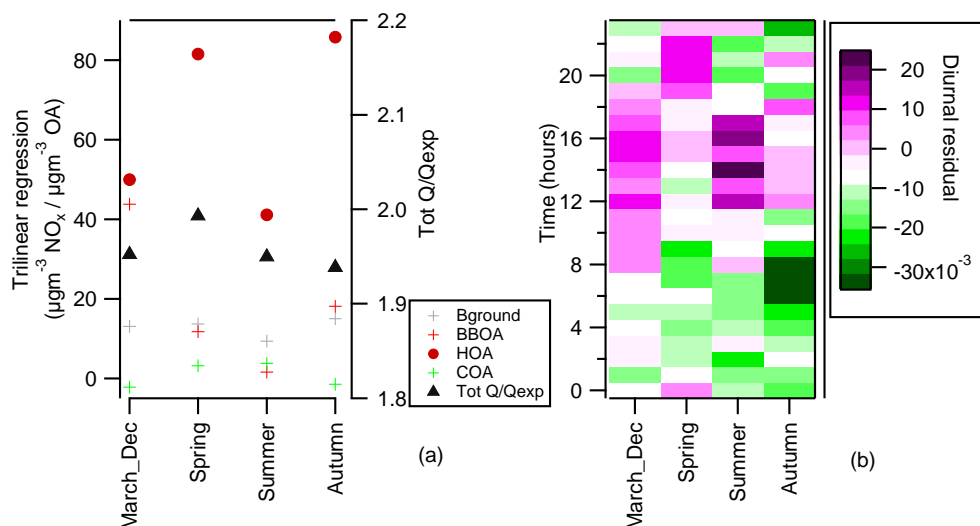 80
60
40
20
0
Trilinear regression
(µgm⁻³ NOₓ / µgm⁻³ OA)
2.2
2.1
2.0
1.9
1.8
Tot Q/Qexp
March_Dec
Spring
Summer
Autumn
Bground
BBOA
HOA
COA
Tot Q/Qexp
(a)
20
16
12
8
4
0
Time (hours)
March_Dec
Spring
Summer
Autumn
(b)
20
10
0
-10
-20
-30x10⁻³
Diurnal residual